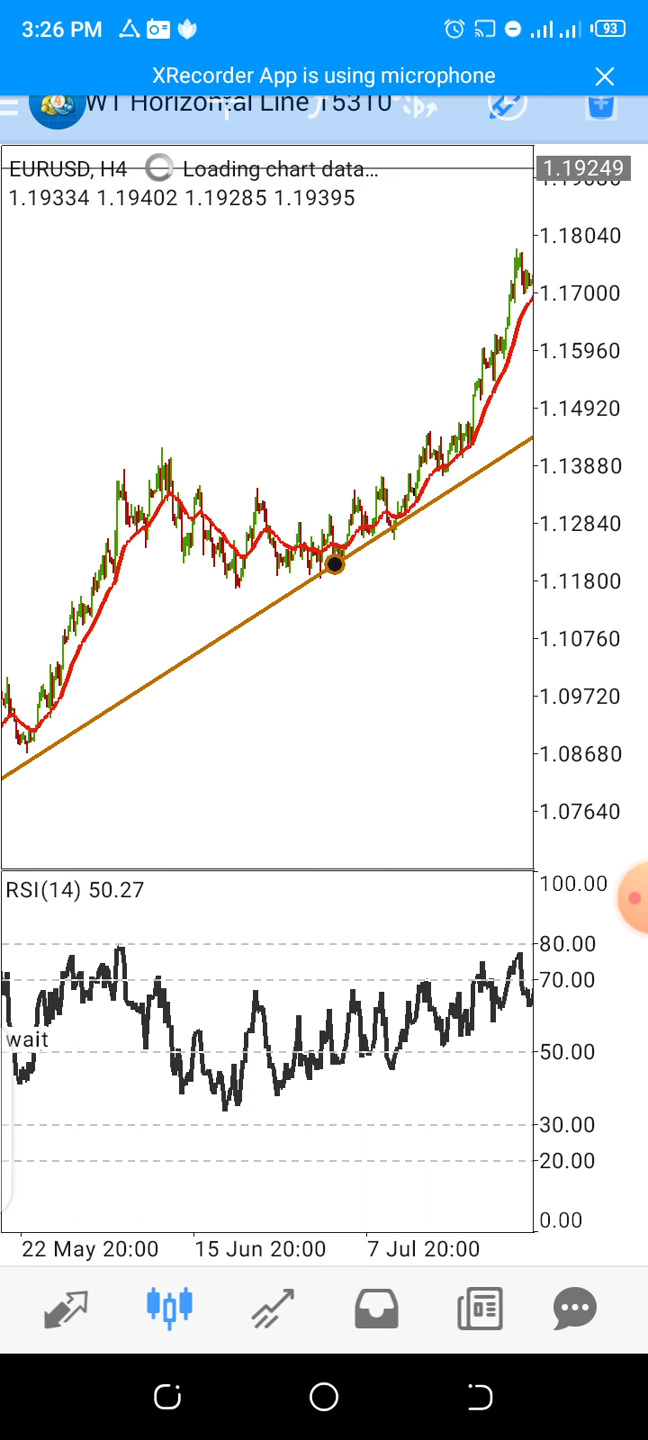 3:26 PM 93
XRecorder App is using microphone
Horizontal Line 15310
EURUSD, H4 Loading chart data...
1.19249
1.19334 1.19402 1.19285 1.19395
1.18040
1.17000
1.15960
1.14920
1.13880
1.12840
1.11800
1.10760
1.09720
1.08680
1.07640
RSI(14) 50.27
100.00
80.00
70.00
wait
50.00
30.00
20.00
0.00
22 May 20:00 15 Jun 20:00 7 Jul 20:00